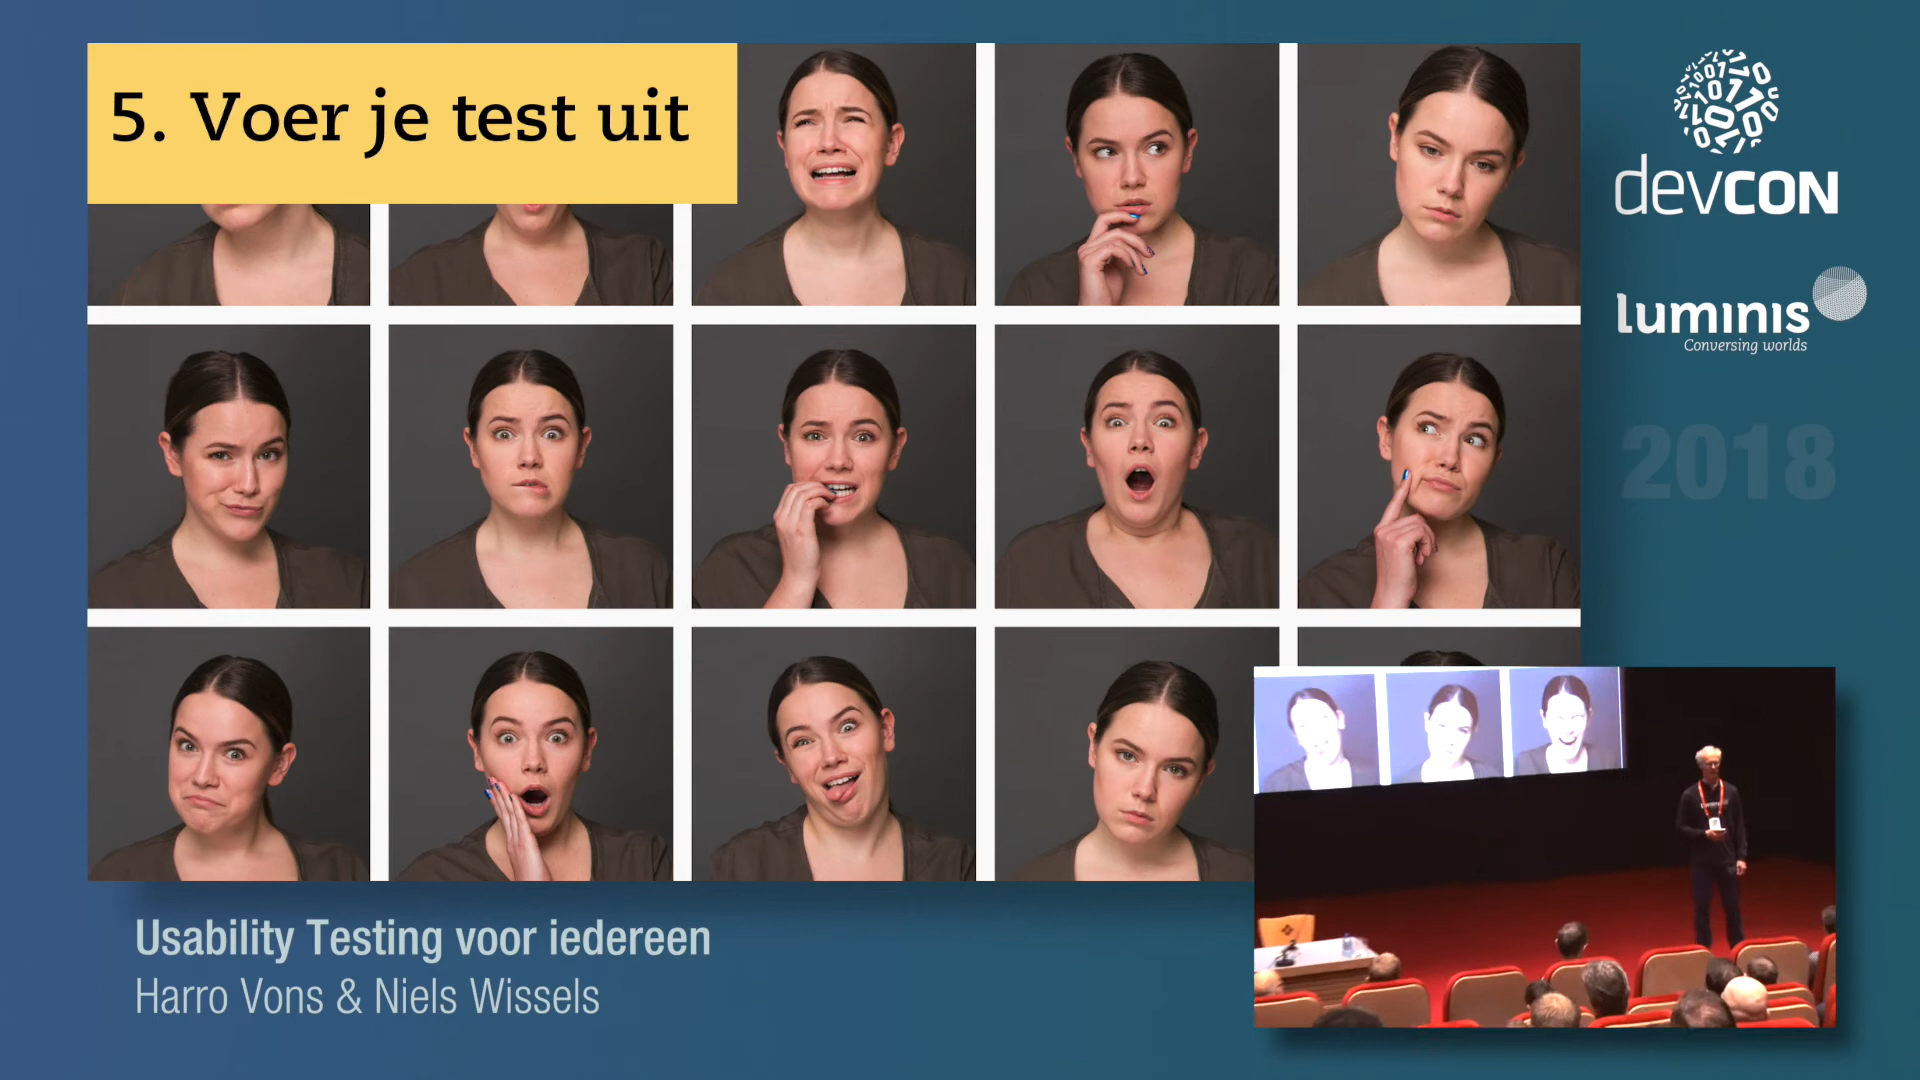 5. Voer je test uit
devcon
luminis
Conversing worlds
2018
Usability Testing voor iedereen
Harro Vons & Niels Wissels